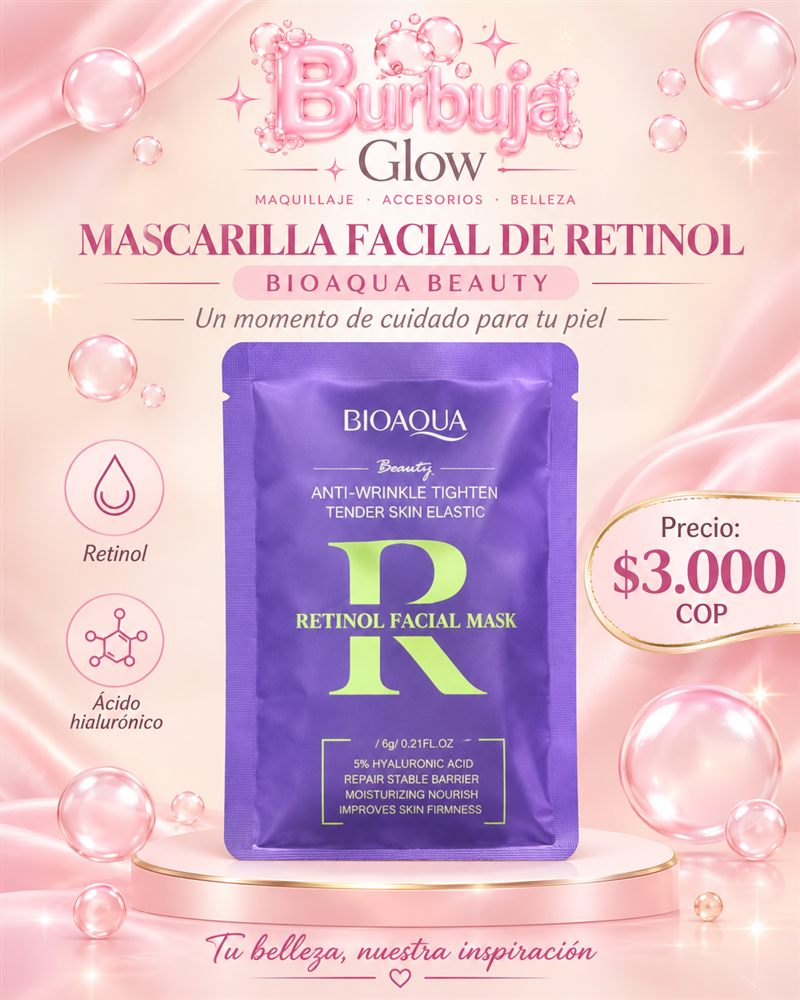 Burbuja
Glow
MAQUILLAJE · ACCESORIOS · BELLEZA
MASCARILLA FACIAL DE RETINOL
BIOAQUA BEAUTY
Un momento de cuidado para tu piel
BIOAQUA
Beauty
ANTI-WRINKLE TIGHTEN
TENDER SKIN ELASTIC
R
RETINOL FACIAL MASK
/ 6g/ 0.21FL.OZ
5% HYALURONIC ACID
REPAIR STABLE BARRIER
MOISTURIZING NOURISH
IMPROVES SKIN FIRMNESS
Retinol
Ácido
hialurónico
Precio:
$3.000
COP
Tu belleza, nuestra inspiración